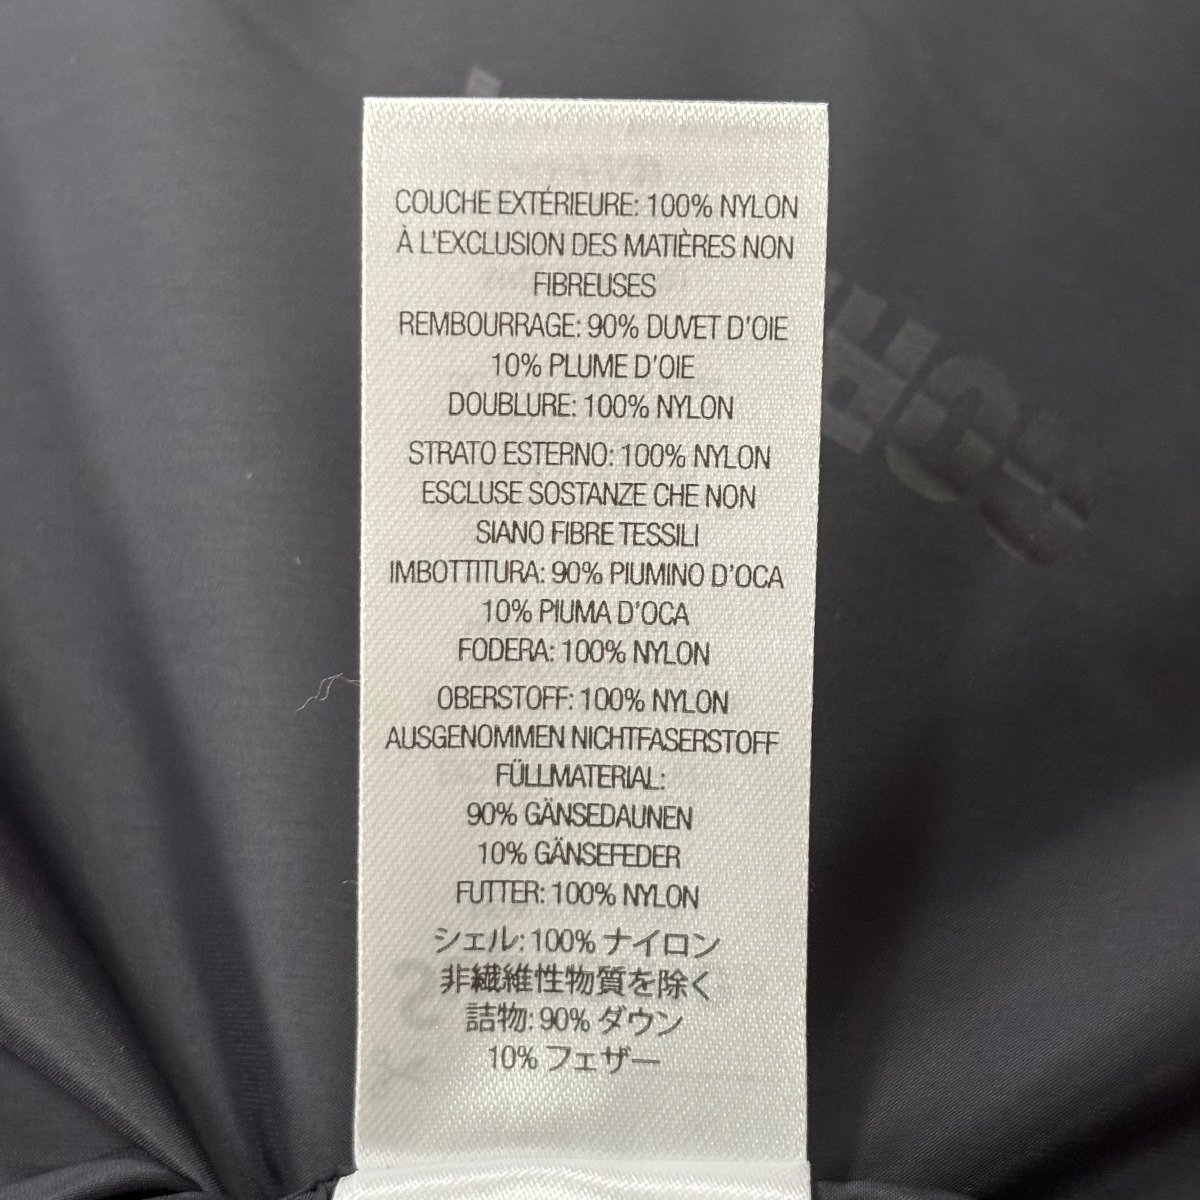 COUCHE EXTÉRIEURE: 100% NYLON
À L'EXCLUSION DES MATIÈRES NON
FIBREUSES
REMBOURRAGE: 90% DUVET D'OIE
10% PLUME D'OIE
DOUBLURE: 100% NYLON
STRATO ESTERNO: 100% NYLON
ESCLUSE SOSTANZE CHE NON
SIANO FIBRE TESSILI
IMBOTTITURA: 90% PIUMINO D'OCA
10% PIUMA D'OCA
FODERA: 100% NYLON
OBERSTOFF: 100% NYLON
AUSGENOMMEN NICHTFASERSTOFF
FÜLLMATERIAL:
90% GÄNSEDAUNEN
10% GÄNSEFEDER
FUTTER: 100% NYLON
シェル: 100% ナイロン
非繊維性物質を除く
詰物: 90% ダウン
10% フェザー